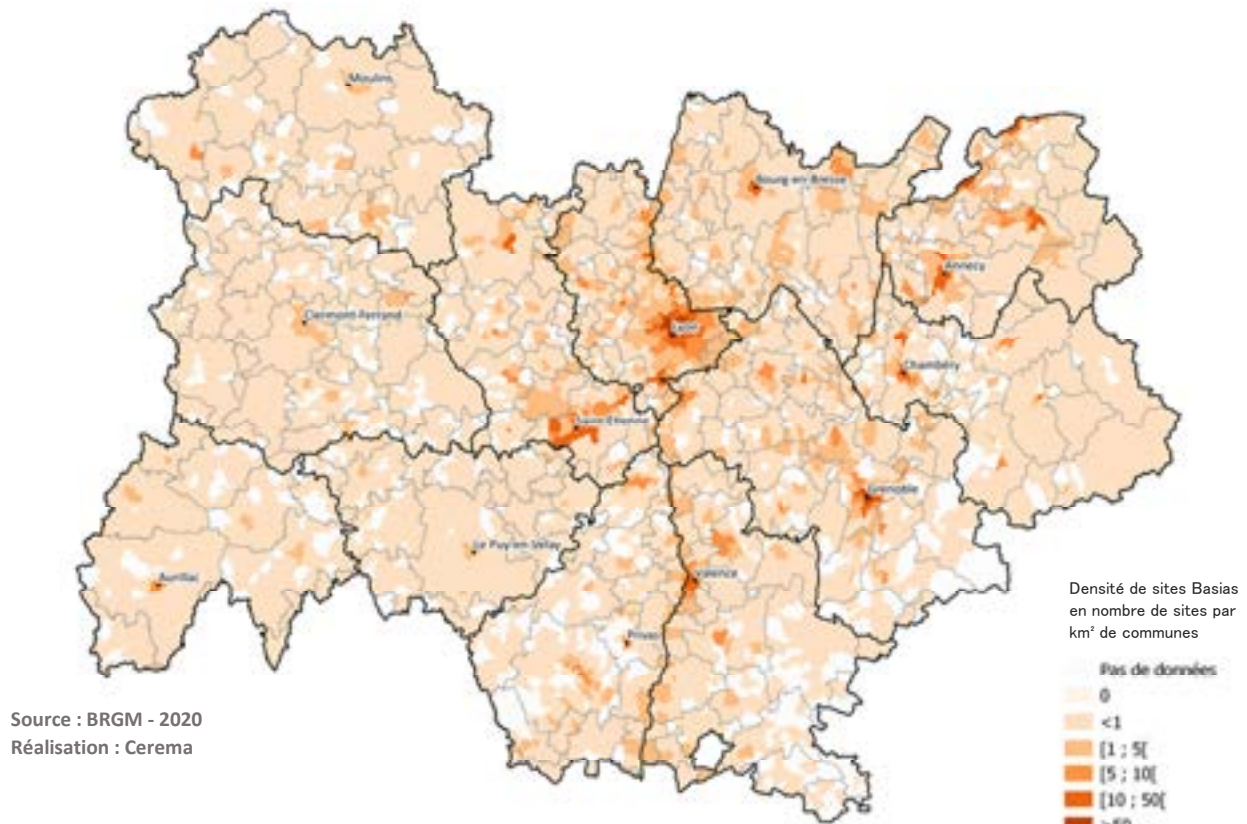 Moulins
Bourg-en-Bresse
Annecy
Clermont-Ferrand
Lyon
Chambéry
Saint-Etienne
Grenoble
Le Puy-en-Velay
Aurillac
Valence
Privas
Densité de sites Basias
en nombre de sites par
km² de communes
Pas de données
0
<1
[1 ; 5[
[5 ; 10[
[10 ; 50[
>50
Source : BRGM - 2020
Réalisation : Cerema